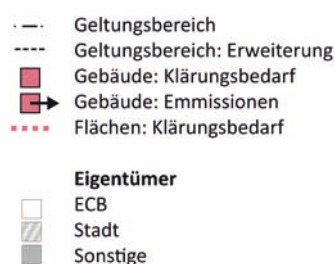 Geltungsbereich
Geltungsbereich: Erweiterung
Gebäude: Klärungsbedarf
Gebäude: Emmissionen
Flächen: Klärungsbedarf
Eigentümer
ECB
Stadt
Sonstige